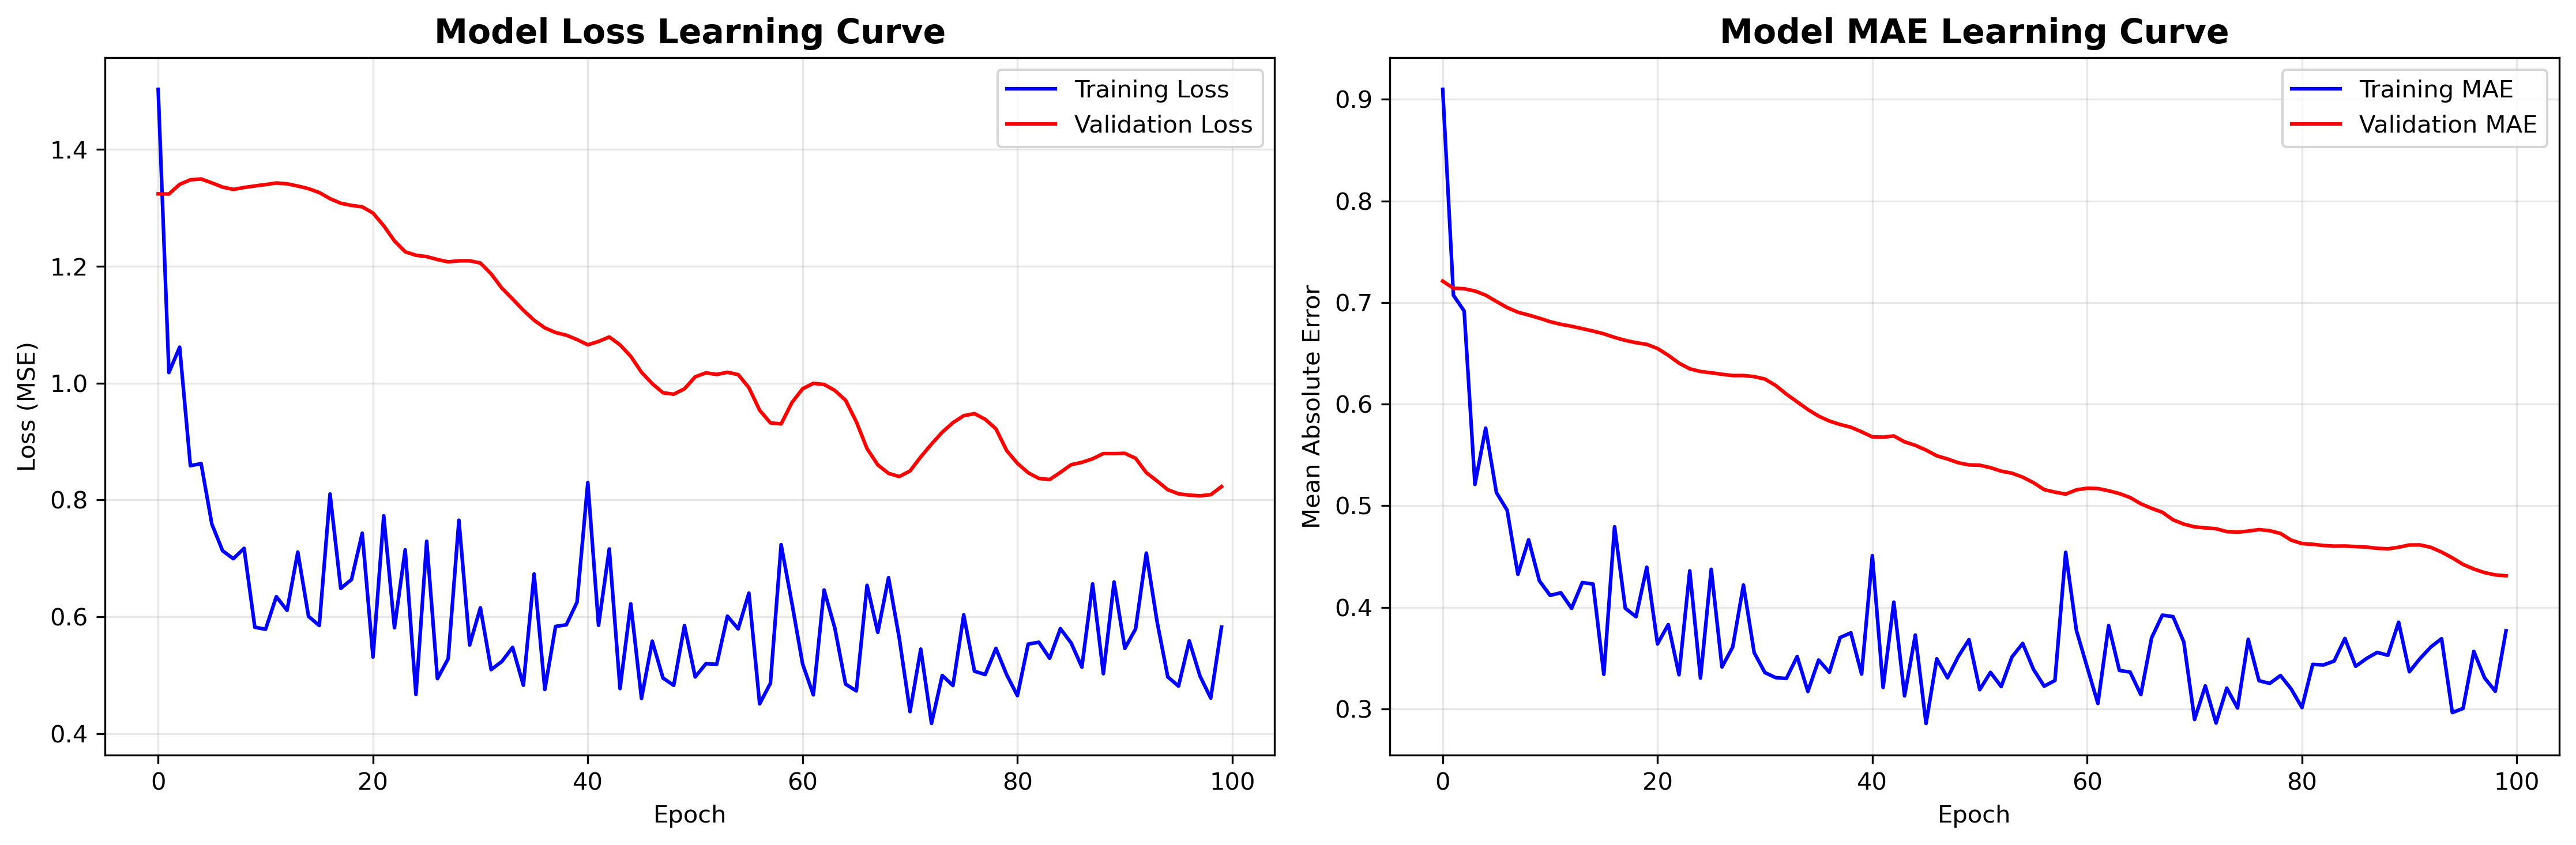 Model Loss Learning Curve
Training Loss
Validation Loss
Loss (MSE)
1.4
1.2
1.0
0.8
0.6
0.4
0 20 40 60 80 100
Epoch
Model MAE Learning Curve
Training MAE
Validation MAE
Mean Absolute Error
0.9
0.8
0.7
0.6
0.5
0.4
0.3
0 20 40 60 80 100
Epoch